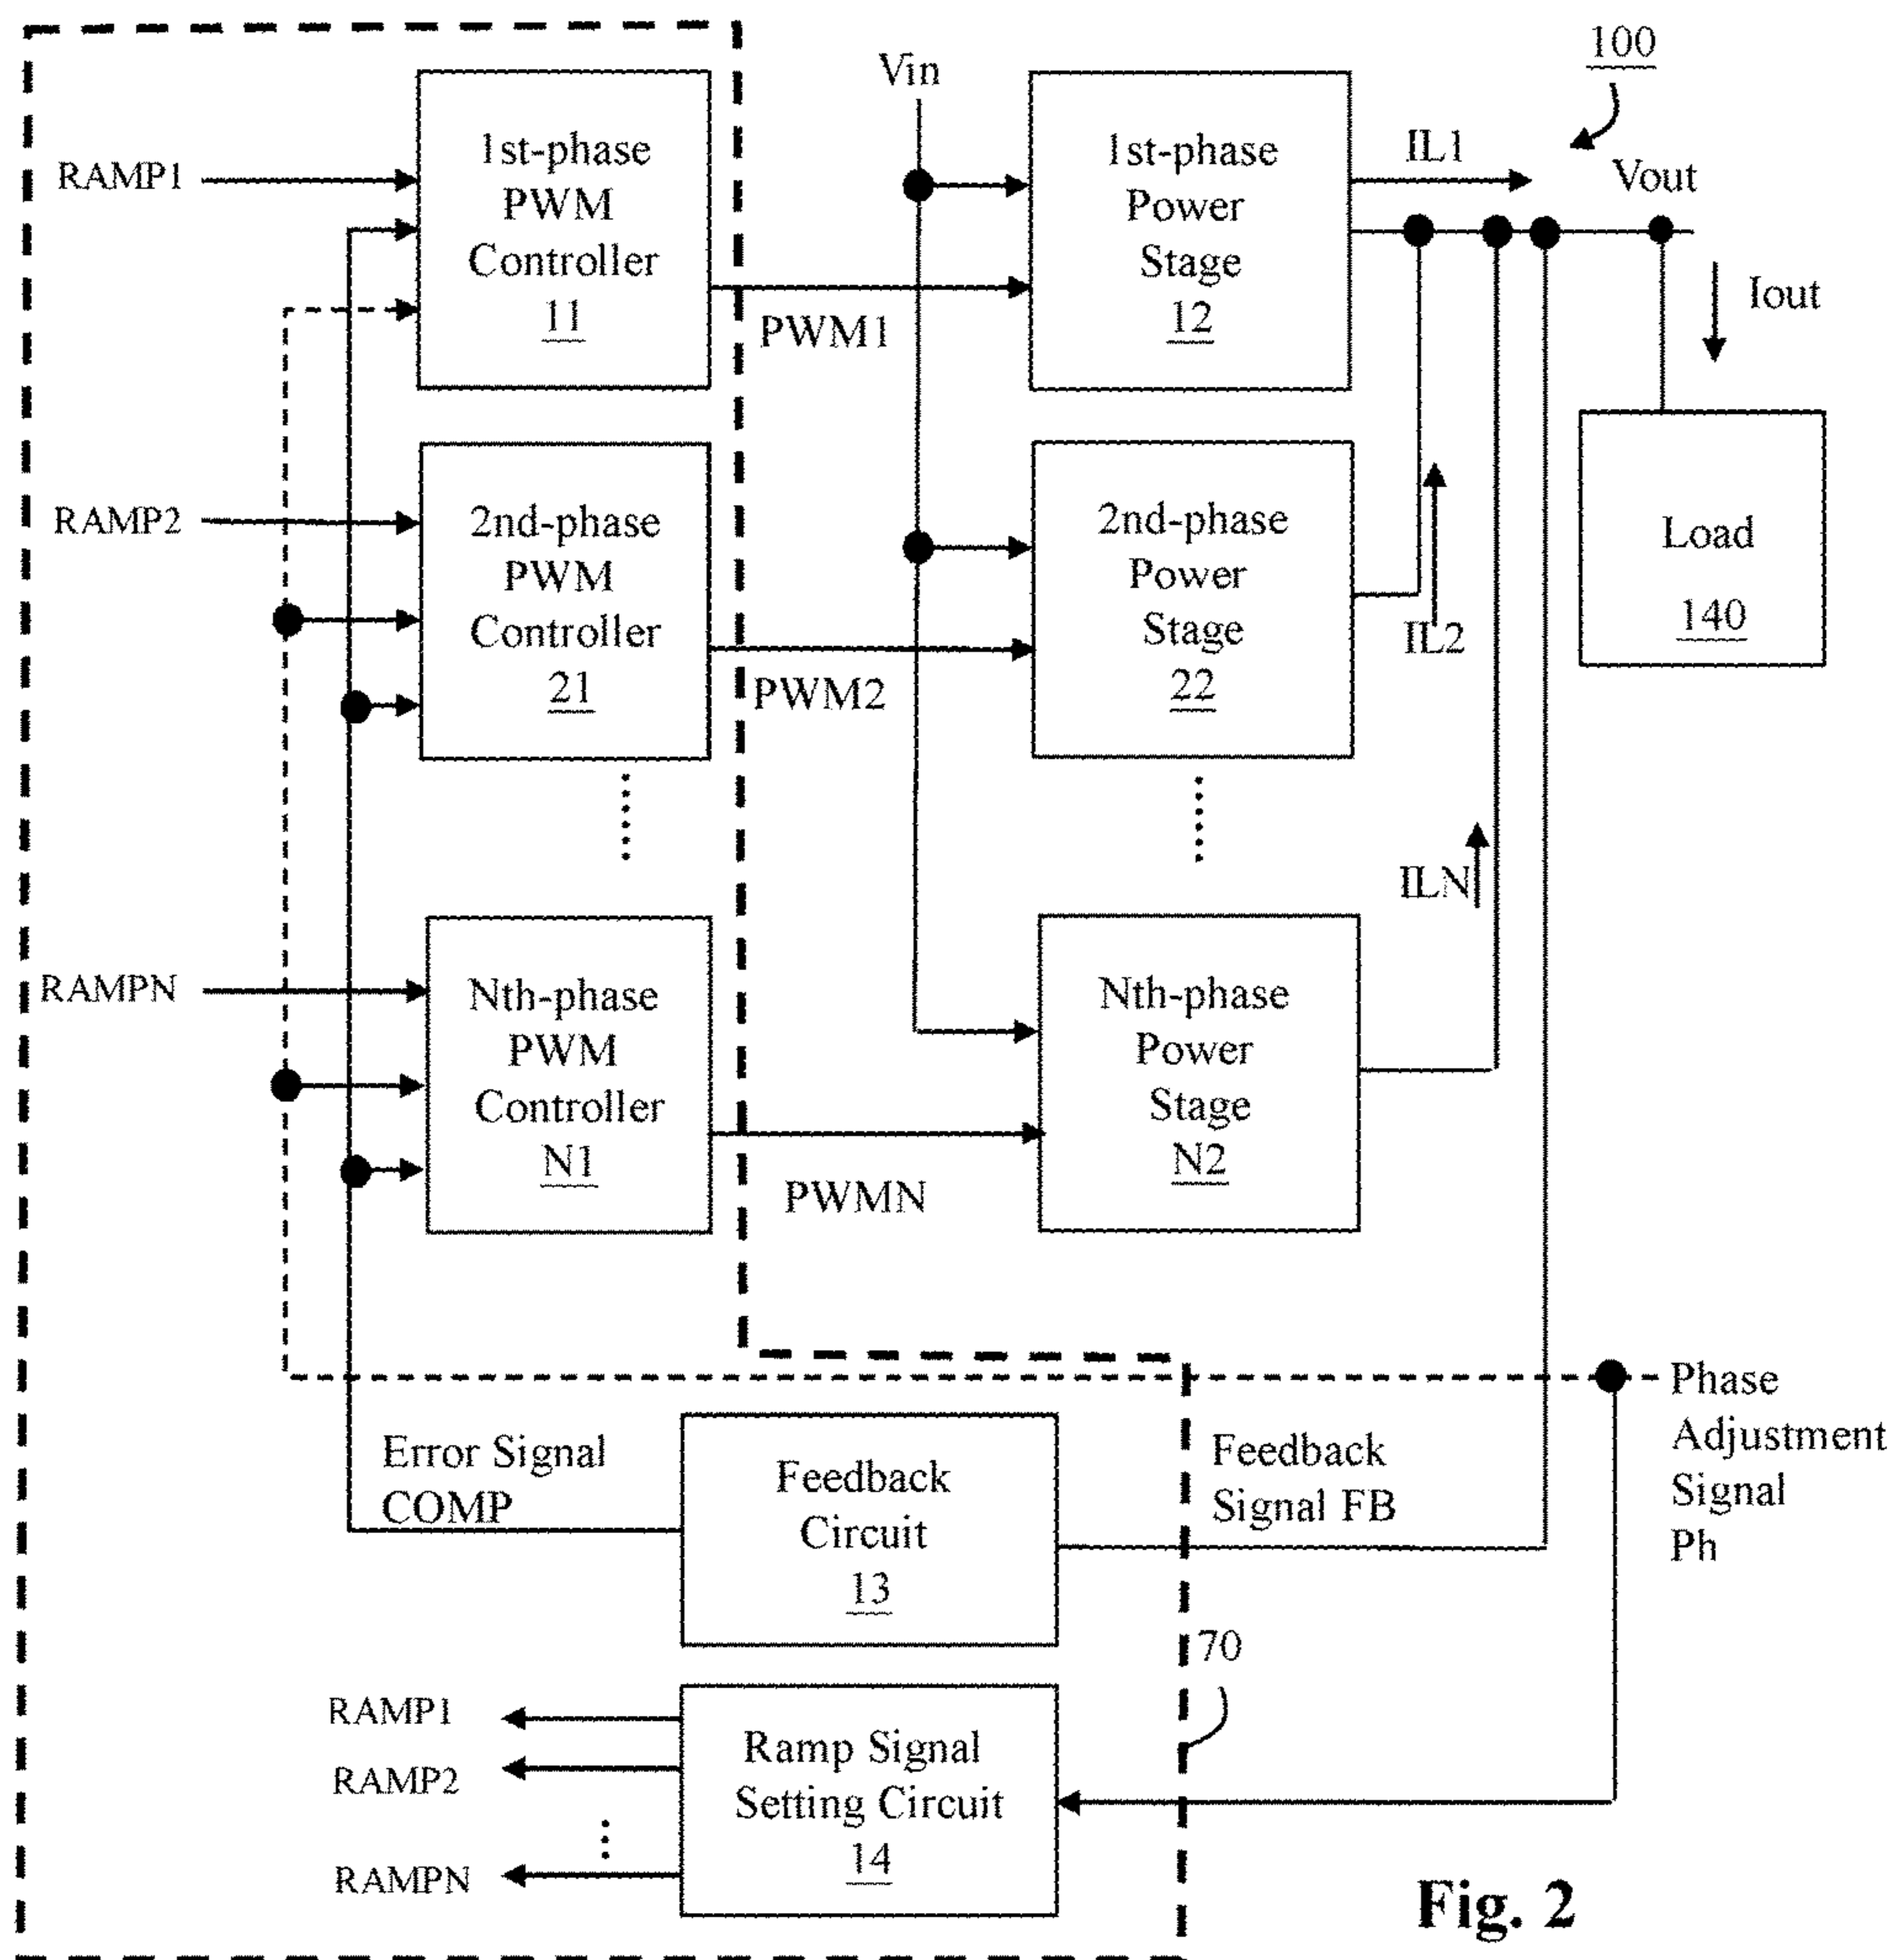 100
Vin
1st-phase
PWM
Controller
11
1st-phase
Power
Stage
12
RAMP1
IL1
Vout
Iout
PWM1
RAMP2
2nd-phase
PWM
Controller
21
2nd-phase
Power
Stage
22
Load
140
IL2
PWM2
ILN
RAMPN
Nth-phase
PWM
Controller
N1
Nth-phase
Power
Stage
N2
PWMN
Phase
Adjustment
Signal
Ph
Error Signal
COMP
Feedback
Circuit
13
Feedback
Signal FB
70
RAMP1
RAMP2
RAMPN
Ramp Signal
Setting Circuit
14
Fig. 2